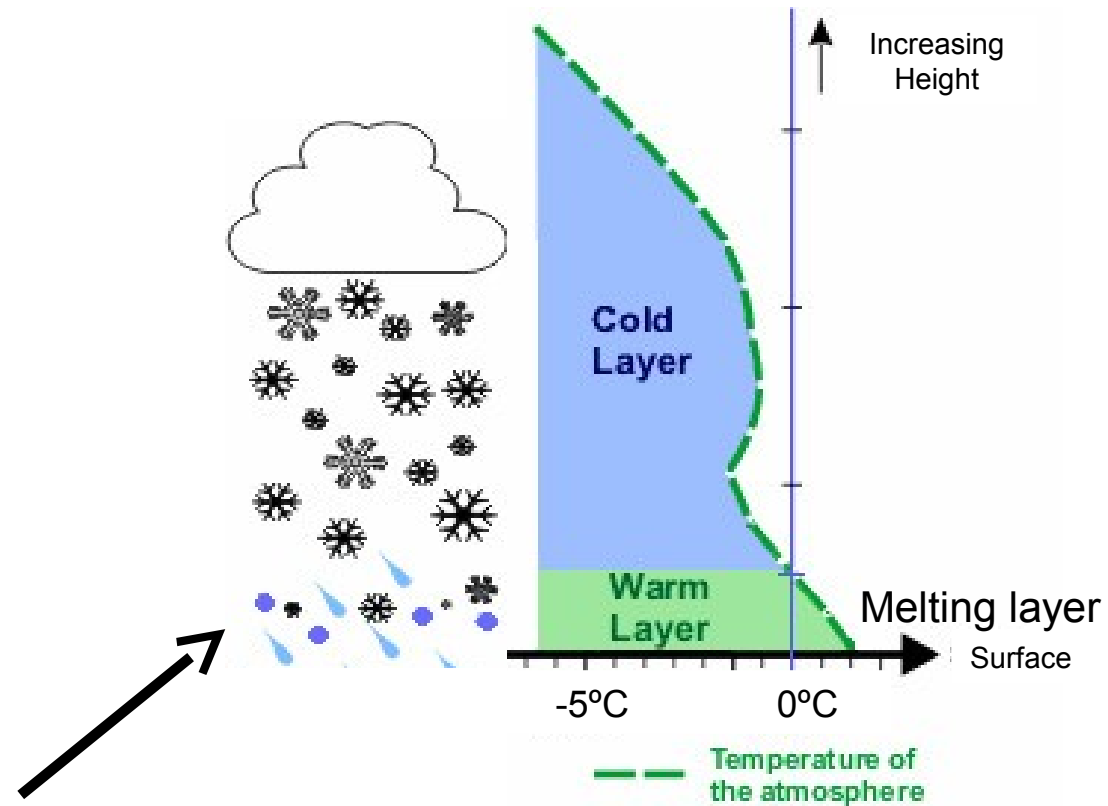 Increasing
Height
Cold
Layer
Warm
Layer
Melting layer
Surface
-5ºC
0ºC
Temperature of
the atmosphere